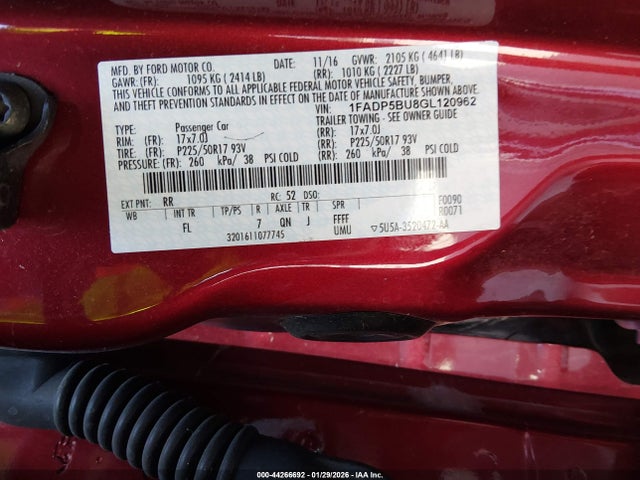 MFD. BY FORD MOTOR CO. DATE: 11/16 GVWR: 2105 KG ( 4641 LB)
GAWR:(FR): 1095 KG ( 2414 LB) (RR): 1010 KG ( 2227 LB)
THIS VEHICLE CONFORMS TO ALL APPLICABLE FEDERAL MOTOR VEHICLE SAFETY, BUMPER,
AND THEFT PREVENTION STANDARDS IN EFFECT ON THE DATE OF MANUFACTURE SHOWN ABOVE.
VIN: 1FADP5BU8GL120962
TYPE: Passenger Car TRAILER TOWING - SEE OWNER GUIDE
RIM: (FR): 17x7.0J (RR): 17x7.0J
TIRE: (FR): P225/50R17 93V (RR): P225/50R17 93V
PRESSURE: (FR): 260 kPa/ 38 PSI COLD (RR): 260 kPa/ 38 PSI COLD
EXT PNT: RR RC: 52 DSO: F0090
WB INT TR TP/PS R AXLE TR SPR R0071
FL 7 QN J FFFF
3201611077745 UMU ▽5U5A-3520472-AA
000-44266692 - 01/29/2026 - IAAI.COM